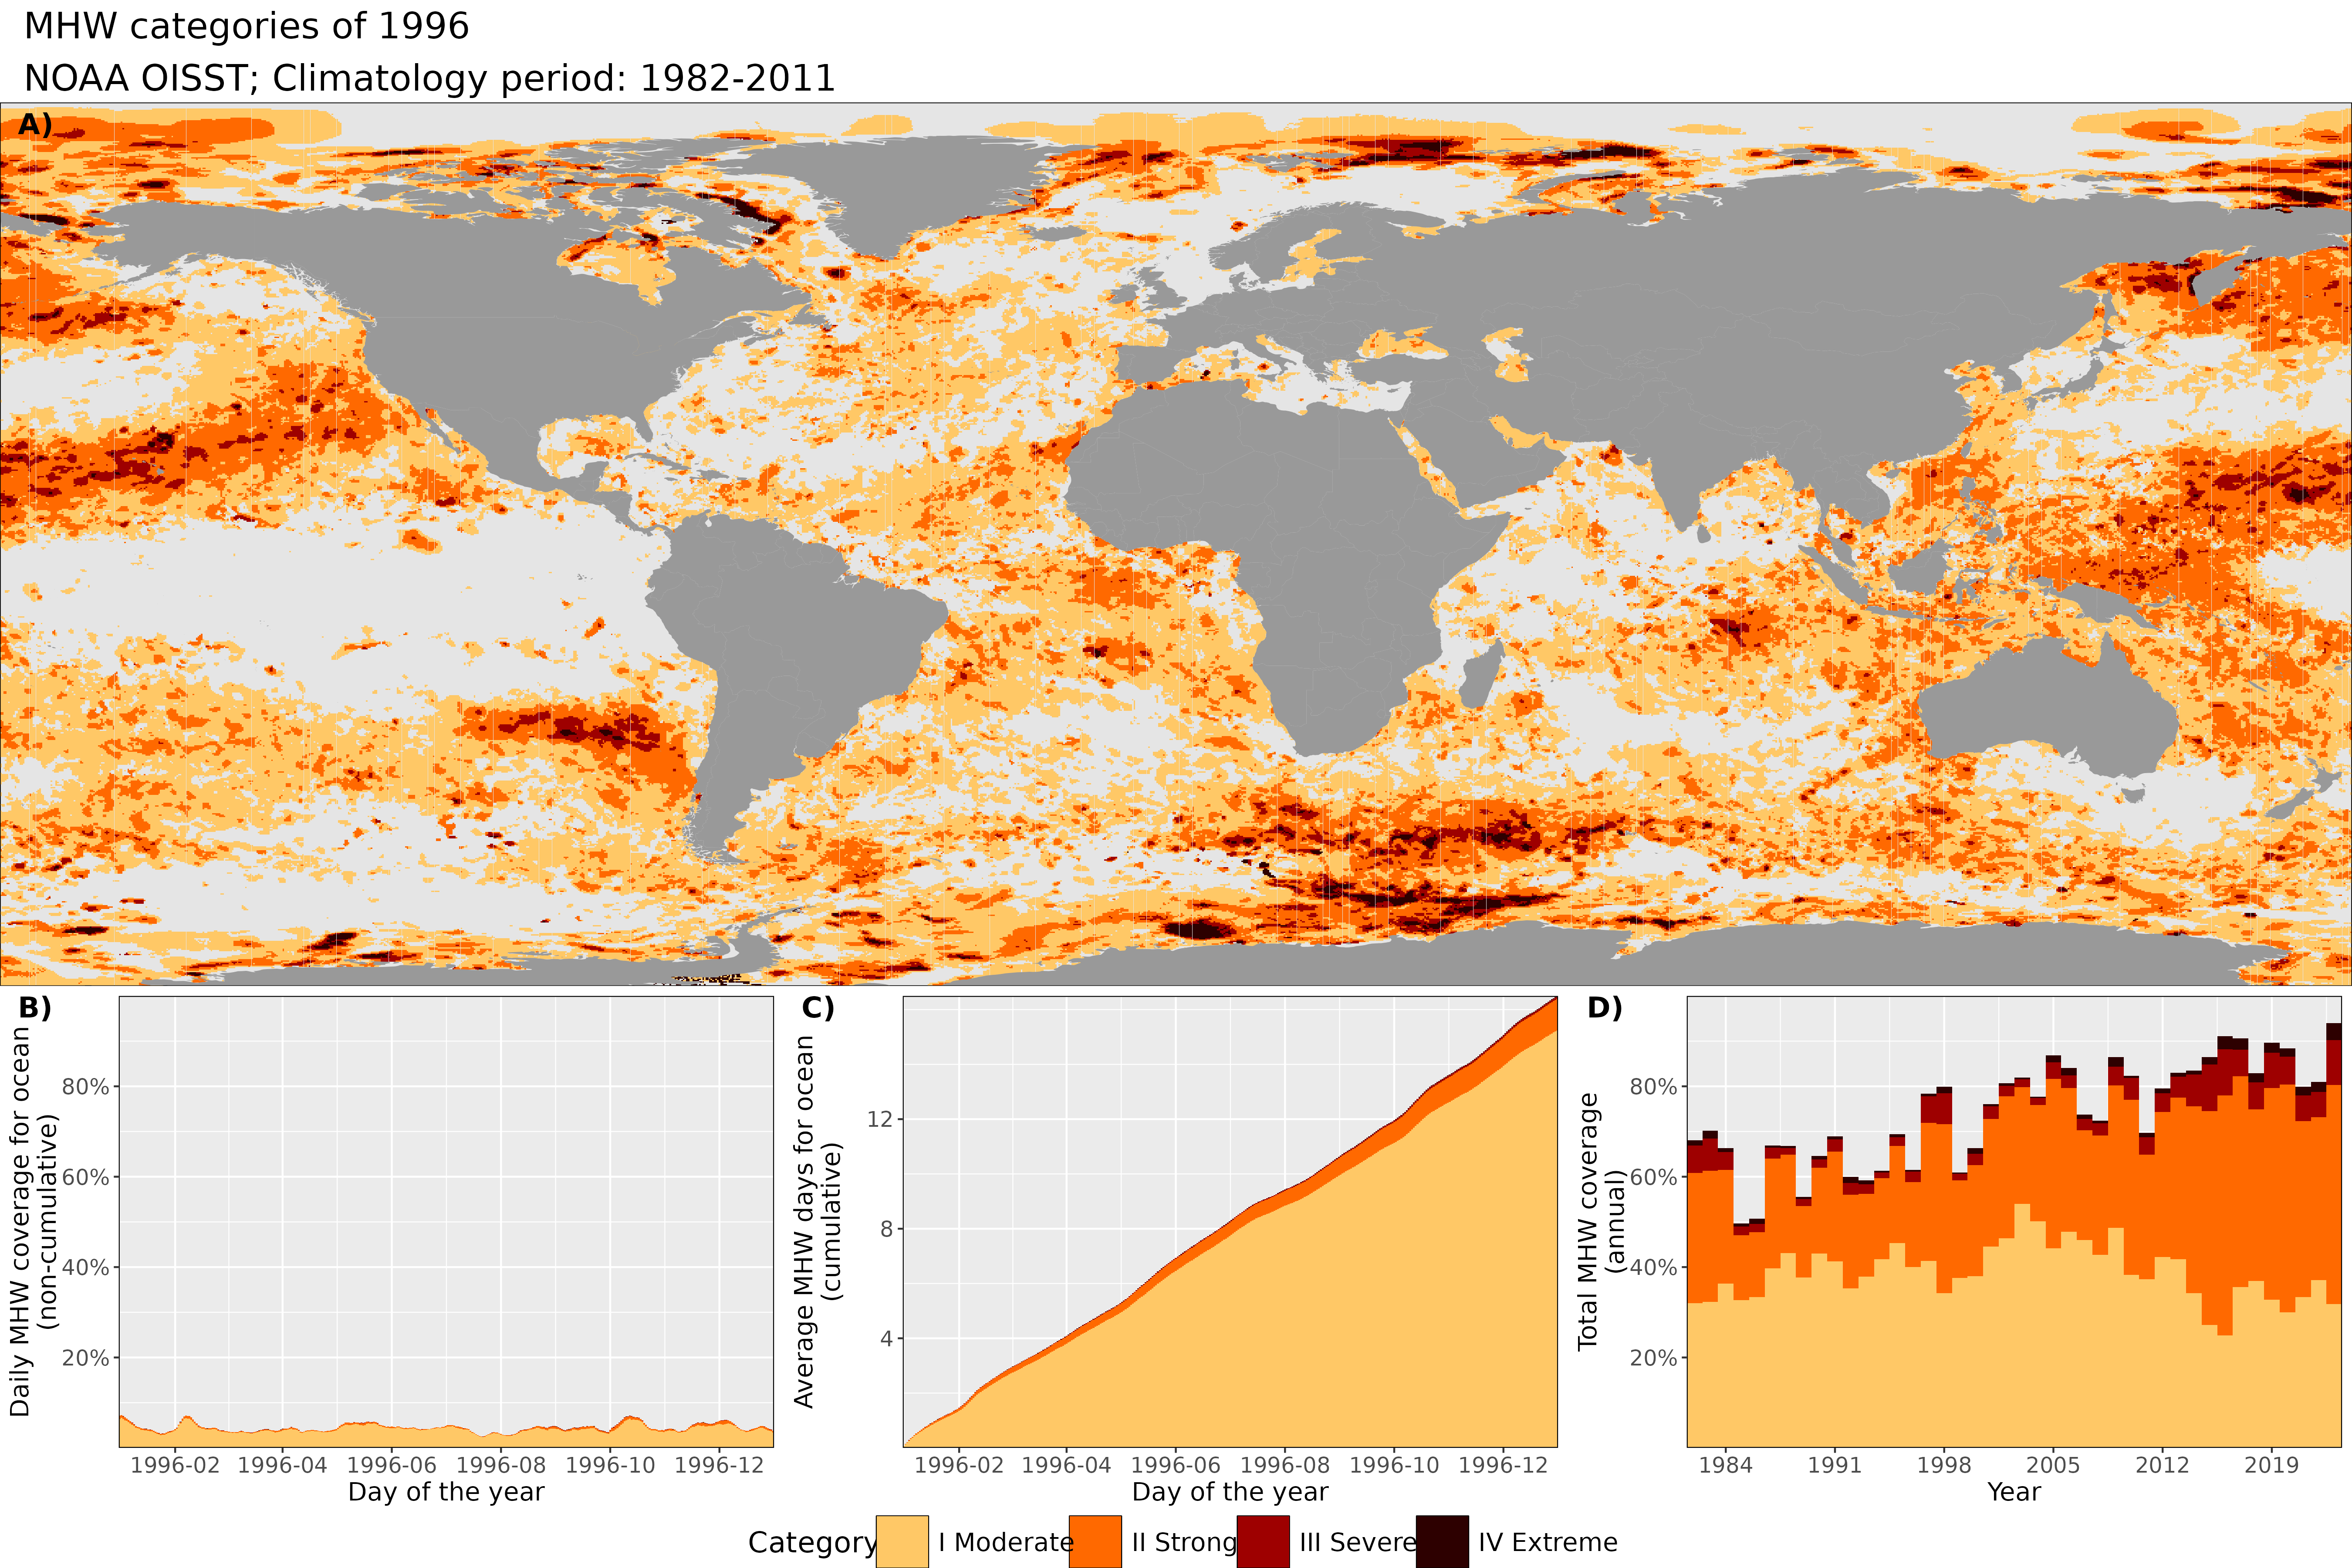 MHW categories of 1996
NOAA OISST; Climatology period: 1982-2011
A)
B)
Daily MHW coverage for ocean
(non-cumulative)
80%
60%
40%
20%
1996-02 1996-04 1996-06 1996-08 1996-10 1996-12
Day of the year
C)
Average MHW days for ocean
(cumulative)
12
8
4
1996-02 1996-04 1996-06 1996-08 1996-10 1996-12
Day of the year
D)
Total MHW coverage
(annual)
80%
60%
40%
20%
1984 1991 1998 2005 2012 2019
Year
Category I Moderate II Strong III Severe IV Extreme